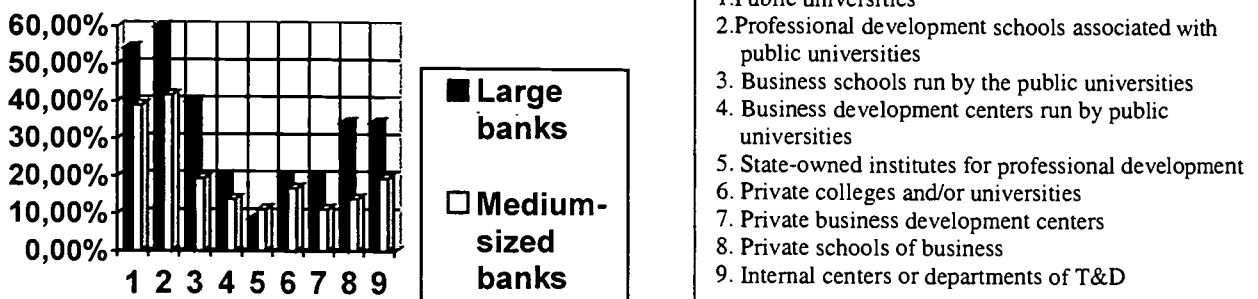 60,00%
50,00%
40,00%
30,00%
20,00%
10,00%
0,00%
1 2 3 4 5 6 7 8 9
Large
banks
Medium-
sized
banks
1.Public universities
2.Professional development schools associated with
public universities
3. Business schools run by the public universities
4. Business development centers run by public
universities
5. State-owned institutes for professional development
6. Private colleges and/or universities
7. Private business development centers
8. Private schools of business
9. Internal centers or departments of T&D